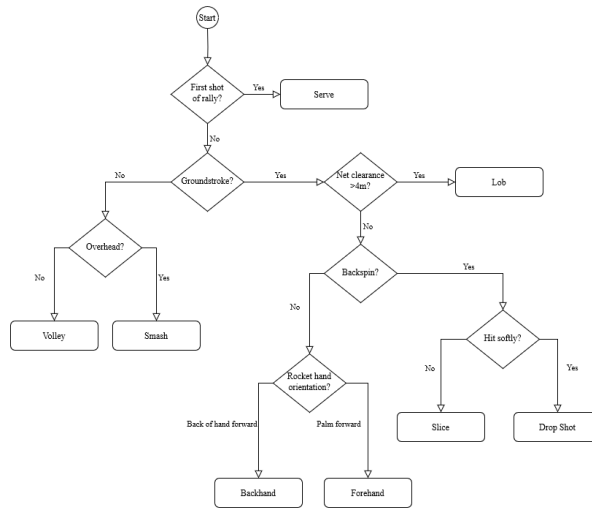 Start
First shot
of rally?
Yes
Serve
No
Groundstroke?
No
Yes
Net clearance
>4m?
Yes
Lob
No
Overhead?
No
Yes
Volley
Smash
Backspin?
Yes
No
Hit softly?
No
Yes
Slice
Drop Shot
Rocket hand
orientation?
Back of hand forward
Palm forward
Backhand
Forehand